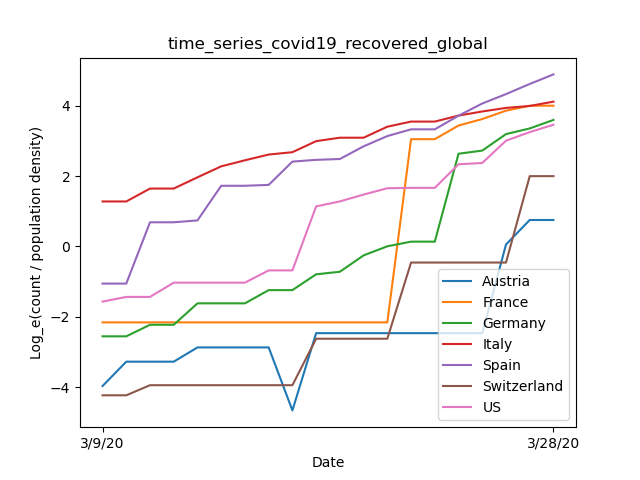 time_series_covid19_recovered_global
Log_e(count / population density)
4
2
0
−2
−4
3/9/20
3/28/20
Date
Austria
France
Germany
Italy
Spain
Switzerland
US